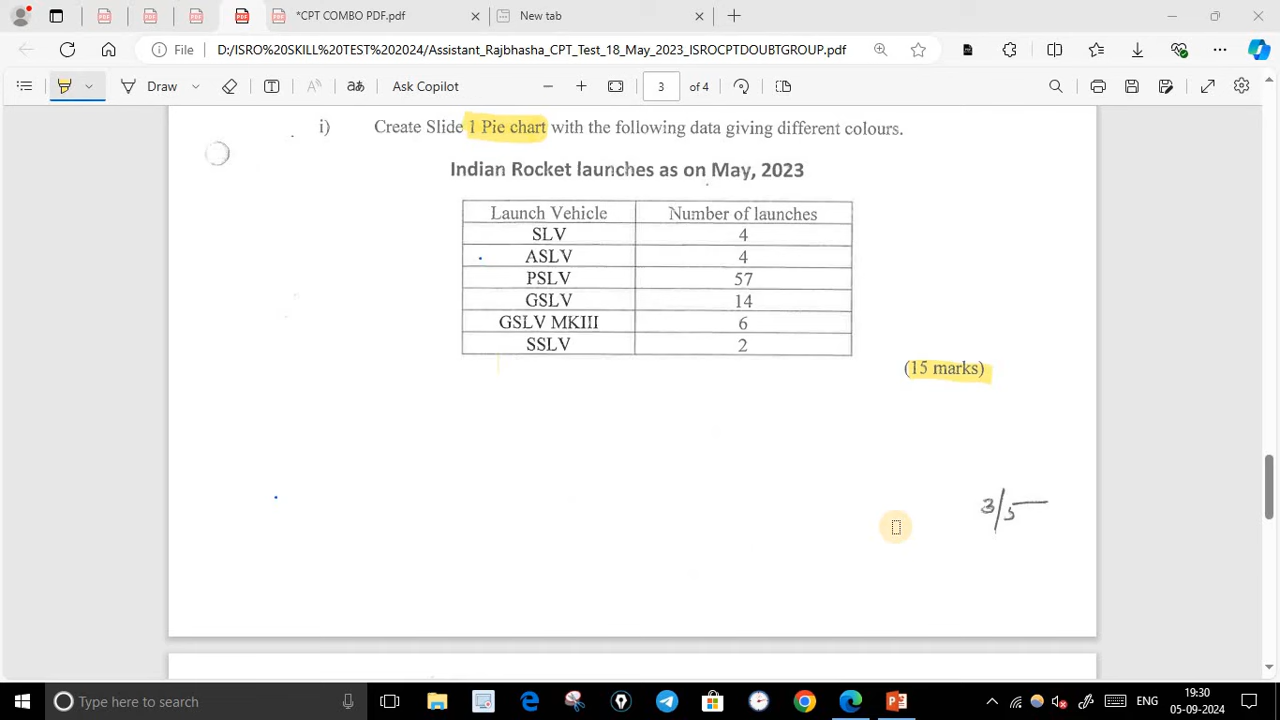 *CPT COMBO PDF.pdf
New tab
File
D:/ISRO%20SKILL%20TEST%202024/Assistant_Rajbhasha_CPT_Test_18_May_2023_ISROCPTDOUBTGROUP.pdf
Draw
Ask Copilot
3
of 4
i) Create Slide 1 Pie chart with the following data giving different colours.
Indian Rocket launches as on May, 2023
Launch Vehicle Number of launches
SLV 4
ASLV 4
PSLV 57
GSLV 14
GSLV MKIII 6
SSLV 2
(15 marks)
3/5
Type here to search
ENG
19:30
05-09-2024